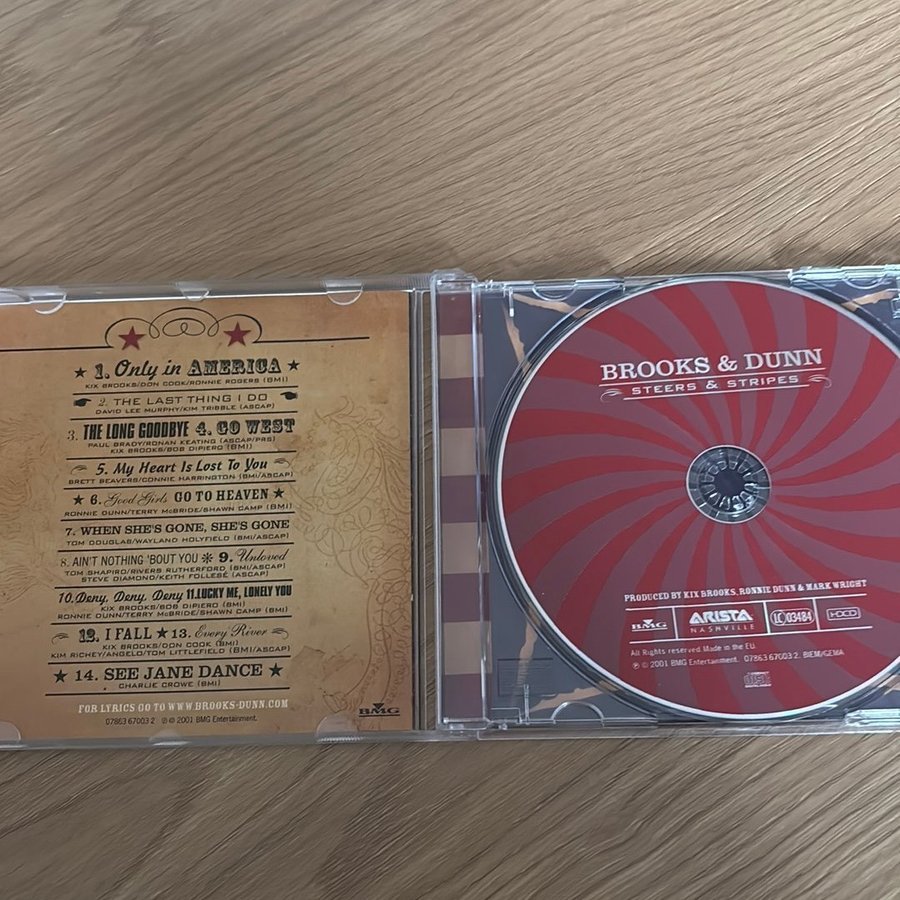 1. Only in AMERICA
KIX BROOKS/DON COOK/RONNIE ROGERS (BMI)
2. THE LAST THING I DO
DAVID LEE MURPHY/KIM TRIBBLE (ASCAP)
3. THE LONG GOODBYE 4. GO WEST
PAUL BRADY/RONAN KEATING (ASCAP/PRS)
KIX BROOKS/BOB DIPIERO (BMI)
5. My Heart Is Lost To You
BRETT BEAVERS/CONNIE HARRINGTON (BMI/ASCAP)
6. Good Girls GO TO HEAVEN
RONNIE DUNN/TERRY McBRIDE/SHAWN CAMP (BMI)
7. WHEN SHE'S GONE, SHE'S GONE
TOM DOUGLAS/WAYLAND HOLYFIELD (BMI/ASCAP)
8. AIN'T NOTHING 'BOUT YOU 9. Unloved
TOM SHAPIRO/RIVERS RUTHERFORD (BMI/ASCAP)
STEVE DIAMOND/KEITH FOLLESÉ (ASCAP)
10. Deny, Deny, Deny 11. LUCKY ME, LONELY YOU
KIX BROOKS/BOB DIPIERO (BMI)
RONNIE DUNN/TERRY McBRIDE/SHAWN CAMP (BMI)
12. I FALL 13. Every River
KIX BROOKS/DON COOK (BMI)
KIM RICHEY/ANGELO/TOM LITTLEFIELD (BMI/ASCAP)
14. SEE JANE DANCE
CHARLIE CROWE (BMI)
FOR LYRICS GO TO WWW.BROOKS-DUNN.COM
07863 67003 2 ℗ © 2001 BMG Entertainment.
BMG
BROOKS & DUNN
STEERS & STRIPES
PRODUCED BY KIX BROOKS, RONNIE DUNN & MARK WRIGHT
BMG ARISTA NASHVILLE LC 03484 HDCD
All Rights reserved. Made in the EU.
℗ © 2001 BMG Entertainment. 07863 67003 2. BIEM/GEMA
COMPACT disc DIGITAL AUDIO